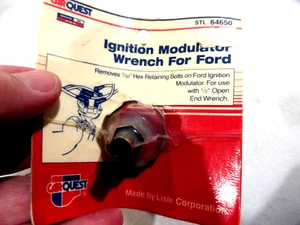 CARQUEST
STL 64650
Ignition Modulator
Wrench For Ford
Removes 7/32" Hex Retaining Bolts on Ford Ignition
Modulator. For use
with 1/2" Open
End Wrench
CARQUEST
Made by Lisle Corporation